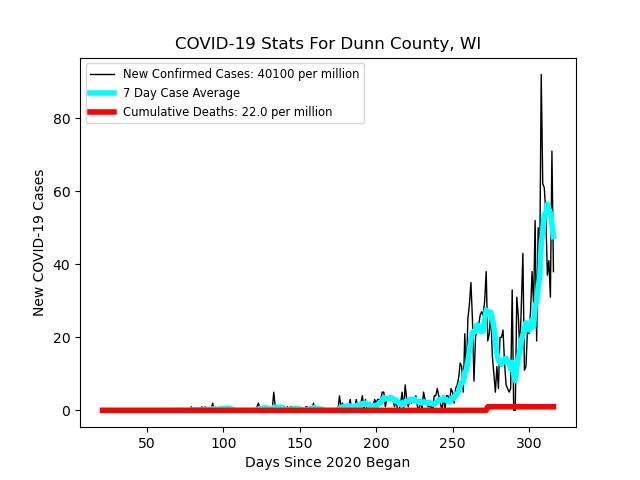 COVID-19 Stats For Dunn County, WI
New Confirmed Cases: 40100 per million
7 Day Case Average
Cumulative Deaths: 22.0 per million
New COVID-19 Cases
80
60
40
20
0
50 100 150 200 250 300
Days Since 2020 Began